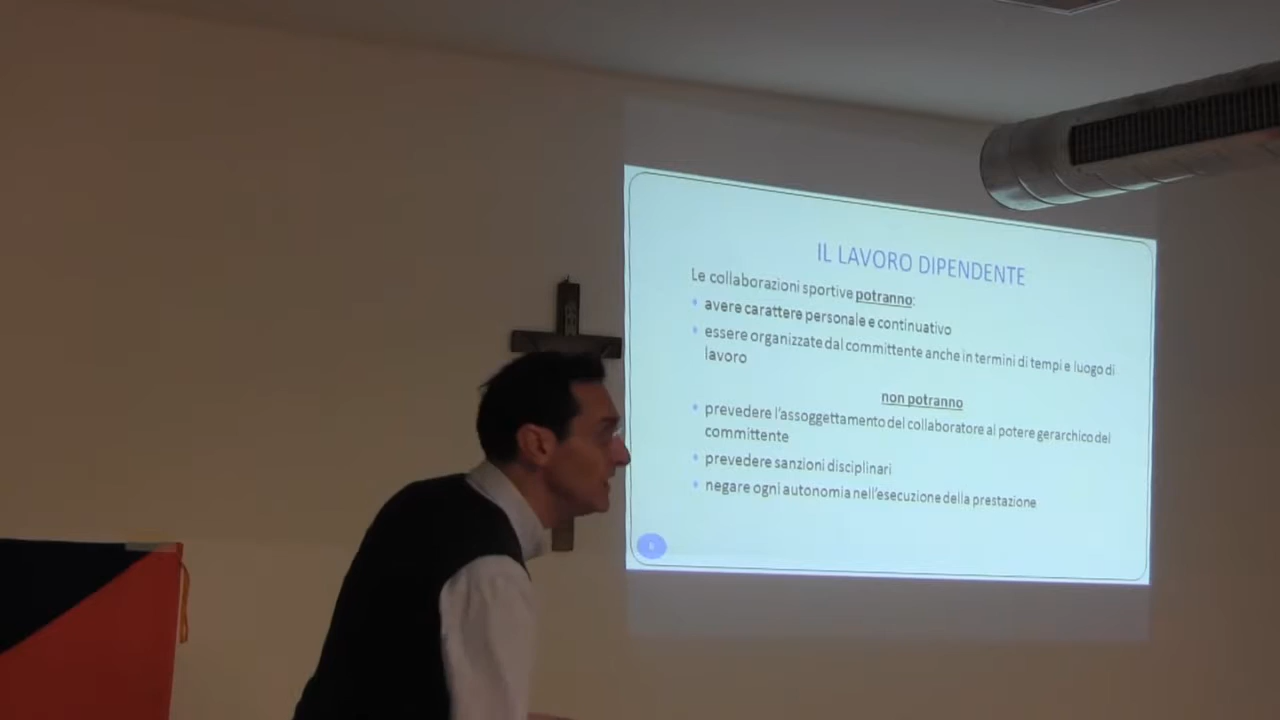 IL LAVORO DIPENDENTE
Le collaborazioni sportive potranno:
• avere carattere personale e continuativo
• essere organizzate dal committente anche in termini di tempi e luogo di
lavoro
non potranno
• prevedere l'assoggettamento del collaboratore al potere gerarchico del
committente
• prevedere sanzioni disciplinari
• negare ogni autonomia nell'esecuzione della prestazione